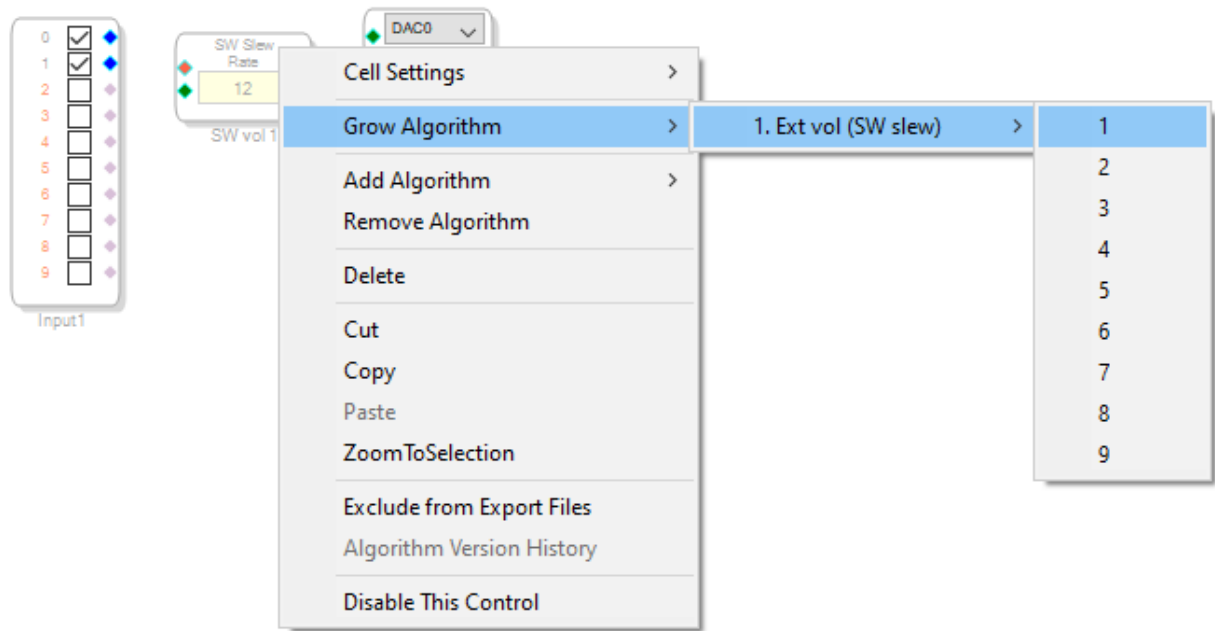 0
1
2
3
4
5
6
7
8
9
Input1
SW Slew
Rate
12
SW vol 1
DAC0
Cell Settings
Grow Algorithm
Add Algorithm
Remove Algorithm
Delete
Cut
Copy
Paste
ZoomToSelection
Exclude from Export Files
Algorithm Version History
Disable This Control
1. Ext vol (SW slew)
1
2
3
4
5
6
7
8
9